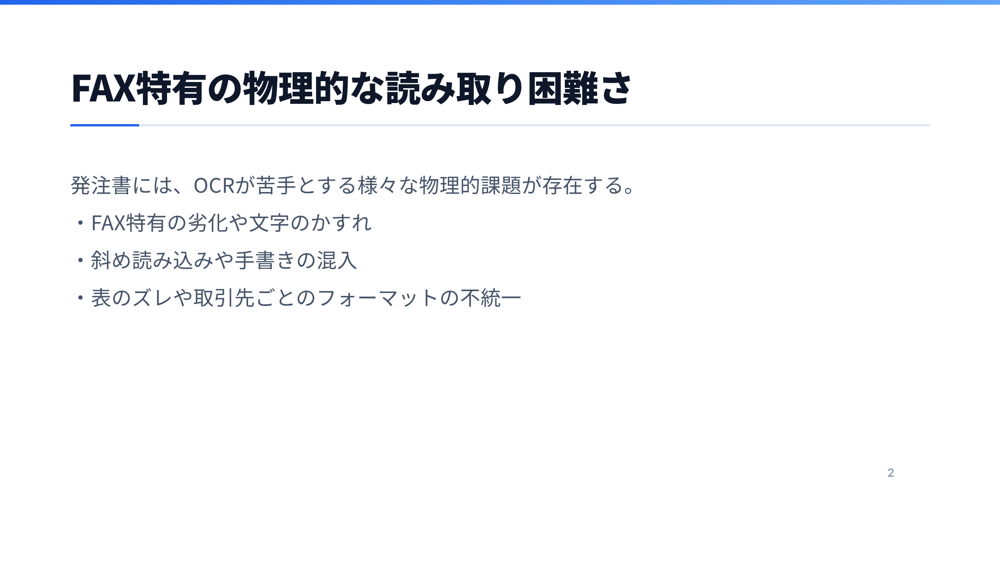 FAX特有の物理的な読み取り困難さ
発注書には、OCRが苦手とする様々な物理的課題が存在する。
・FAX特有の劣化や文字のかすれ
・斜め読み込みや手書きの混入
・表のズレや取引先ごとのフォーマットの不統一
2